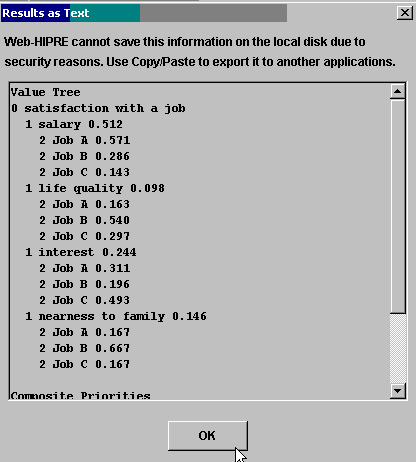 Results as Text
Web-HIPRE cannot save this information on the local disk due to
security reasons. Use Copy/Paste to export it to another applications.
Value Tree
0 satisfaction with a job
1 salary 0.512
2 Job A 0.571
2 Job B 0.286
2 Job C 0.143
1 life quality 0.098
2 Job A 0.163
2 Job B 0.540
2 Job C 0.297
1 interest 0.244
2 Job A 0.311
2 Job B 0.196
2 Job C 0.493
1 nearness to family 0.146
2 Job A 0.167
2 Job B 0.667
2 Job C 0.167
Composite Priorities
OK